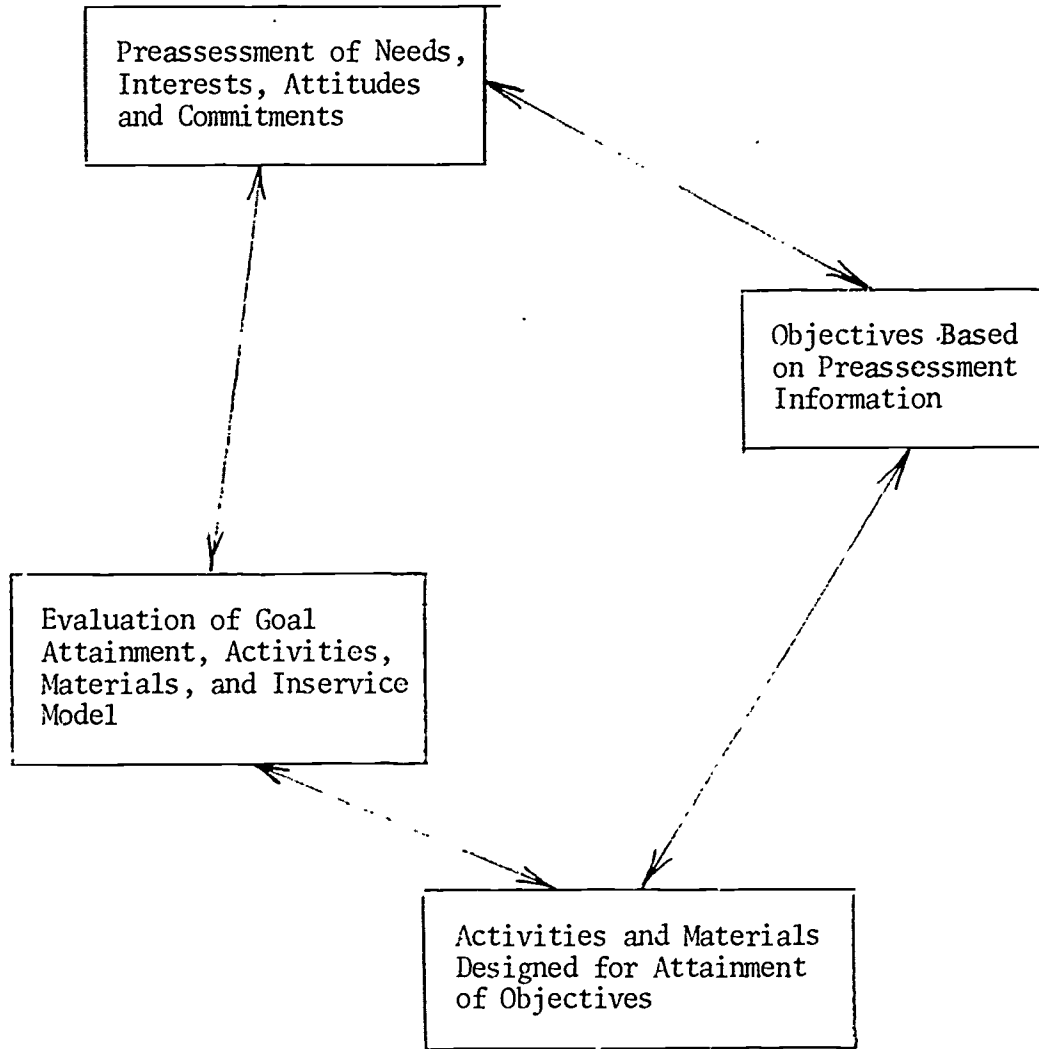 Preassessment of Needs,
Interests, Attitudes
and Commitments
Objectives Based
on Preassessment
Information
Evaluation of Goal
Attainment, Activities,
Materials, and Inservice
Model
Activities and Materials
Designed for Attainment
of Objectives